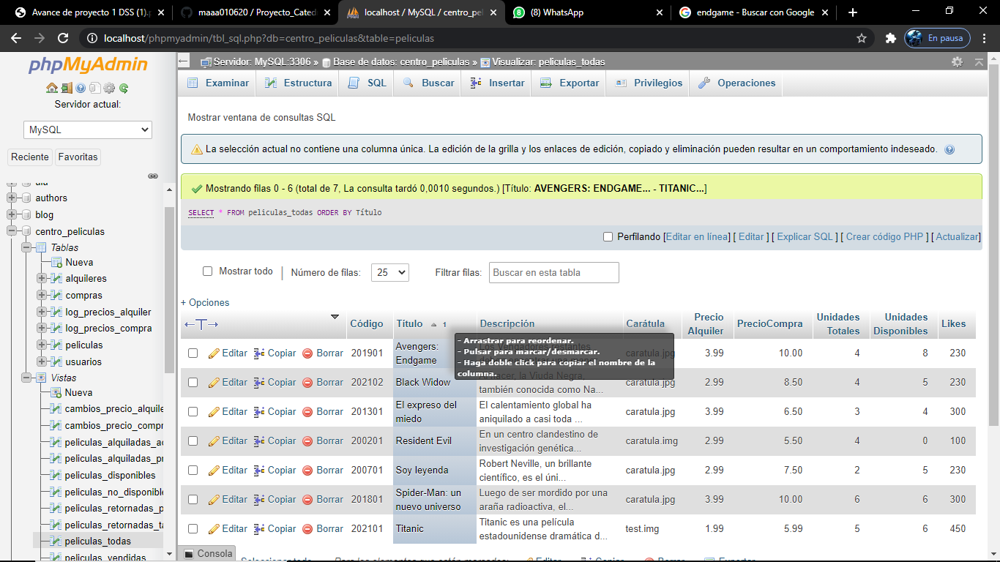 Avance de proyecto 1 DSS (1).p
maaa010620 / Proyecto_Cated
localhost / MySQL / centro_pel
(8) WhatsApp
endgame - Buscar con Google
localhost/phpmyadmin/tbl_sql.php?db=centro_peliculas&table=peliculas
En pausa
phpMyAdmin
Servidor actual:
MySQL
Reciente
Favoritas
authors
blog
centro_peliculas
Tablas
Nueva
alquileres
compras
log_precios_alquiler
log_precios_compra
peliculas
usuarios
Vistas
Nueva
cambios_precio_alquile
cambios_precio_compr
peliculas_alquiladas_ac
peliculas_alquiladas_pr
peliculas_disponibles
peliculas_no_disponible
peliculas_retornadas_p
peliculas_retornadas_ta
peliculas_todas
peliculas_vendidas
Servidor: MySQL:3306 » Base de datos: centro_peliculas » Visualizar: peliculas_todas
Examinar Estructura SQL Buscar Insertar Exportar Privilegios Operaciones
Mostrar ventana de consultas SQL
La selección actual no contiene una columna única. La edición de la grilla y los enlaces de edición, copiado y eliminación pueden resultar en un comportamiento indeseado.
Mostrando filas 0 - 6 (total de 7, La consulta tardó 0,0010 segundos.) [Título: AVENGERS: ENDGAME... - TITANIC...]
SELECT * FROM peliculas_todas ORDER BY Título
Perfilando [Editar en línea] [ Editar ] [ Explicar SQL ] [ Crear código PHP ] [ Actualizar]
Mostrar todo | Número de filas: 25 Filtrar filas: Buscar en esta tabla
+ Opciones
←T→ Código Título 1 Descripción Carátula Precio Alquiler PrecioCompra Unidades Totales Unidades Disponibles Likes
- Arrastrar para reordenar.
- Pulsar para marcar/desmarcar.
- Haga doble click para copiar el nombre de la
columna.
Editar Copiar Borrar 201901 Avengers: Endgame 3.99 10.00 4 8 230
Editar Copiar Borrar 202102 Black Widow también conocida como Na... caratula.jpg 2.99 8.50 4 5 230
Editar Copiar Borrar 201301 El expreso del miedo El calentamiento global ha aniquilado a casi toda ... caratula.jpg 3.99 6.50 3 4 300
Editar Copiar Borrar 200201 Resident Evil En un centro clandestino de investigación genética... caratula.img 2.99 5.50 4 0 100
Editar Copiar Borrar 200701 Soy leyenda Robert Neville, un brillante científico, es el úni... caratula.jpg 2.99 7.50 2 5 230
Editar Copiar Borrar 201801 Spider-Man: un nuevo universo Luego de ser mordido por una araña radioactiva, el... caratula.jpg 3.99 10.00 6 6 300
Editar Copiar Borrar 202101 Titanic Titanic es una película estadounidense dramática d... test.img 1.99 5.99 5 6 450
Consola